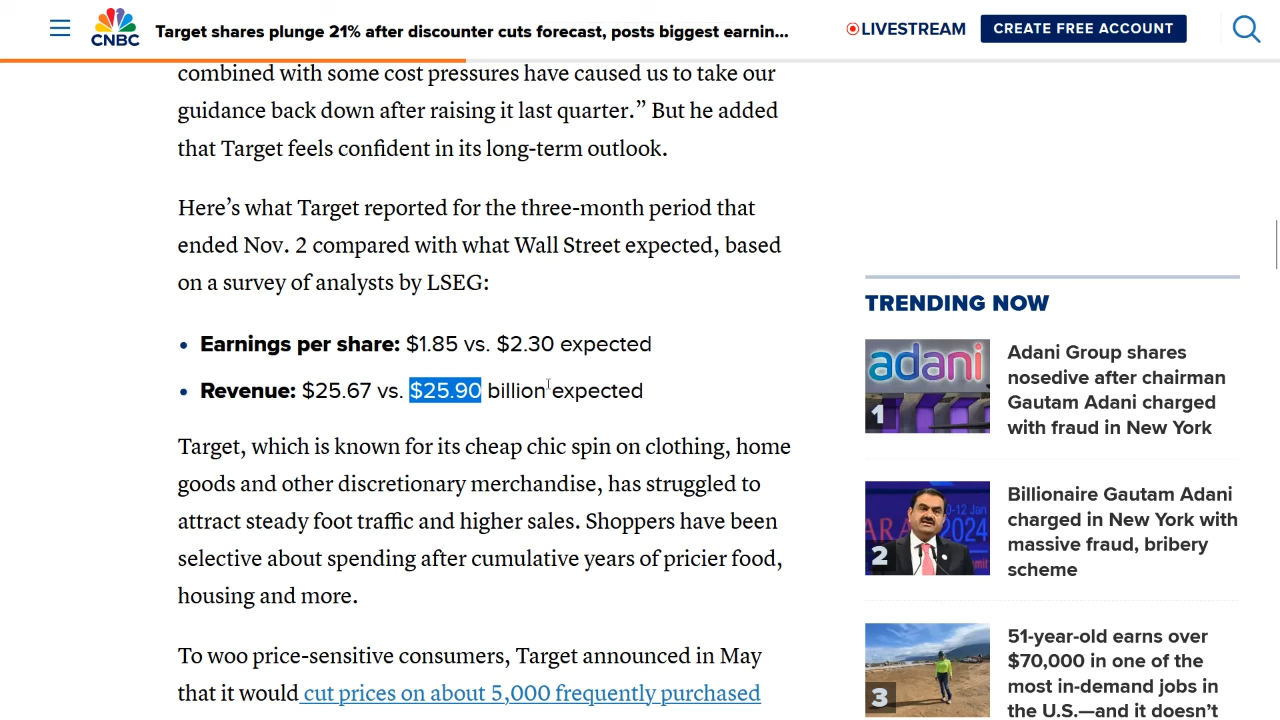 CNBC
Target shares plunge 21% after discounter cuts forecast, posts biggest earnin...
LIVESTREAM
CREATE FREE ACCOUNT
combined with some cost pressures have caused us to take our
guidance back down after raising it last quarter.” But he added
that Target feels confident in its long-term outlook.
Here’s what Target reported for the three-month period that
ended Nov. 2 compared with what Wall Street expected, based
on a survey of analysts by LSEG:
• Earnings per share: $1.85 vs. $2.30 expected
• Revenue: $25.67 vs. $25.90 billion expected
Target, which is known for its cheap chic spin on clothing, home
goods and other discretionary merchandise, has struggled to
attract steady foot traffic and higher sales. Shoppers have been
selective about spending after cumulative years of pricier food,
housing and more.
To woo price-sensitive consumers, Target announced in May
that it would cut prices on about 5,000 frequently purchased
TRENDING NOW
adani
1
Adani Group shares
nosedive after chairman
Gautam Adani charged
with fraud in New York
0-12 Jan
2024
2
Billionaire Gautam Adani
charged in New York with
massive fraud, bribery
scheme
3
51-year-old earns over
$70,000 in one of the
most in-demand jobs in
the U.S.—and it doesn’t